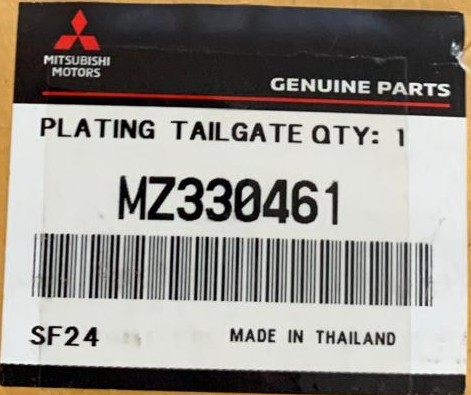 MITSUBISHI
MOTORS
GENUINE PARTS
PLATING TAILGATE QTY: 1
MZ330461
SF24 MADE IN THAILAND